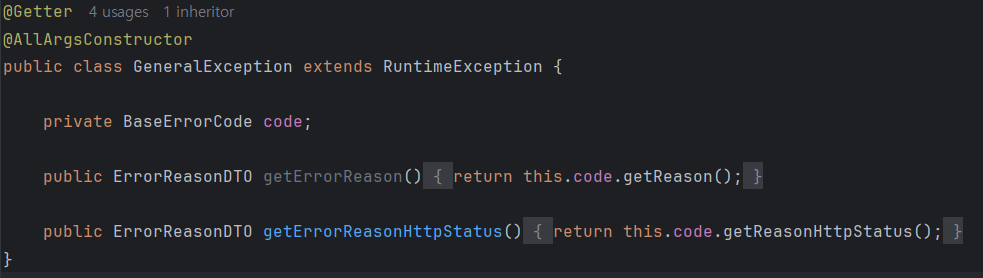 @Getter 4 usages 1 inheritor
@AllArgsConstructor
public class GeneralException extends RuntimeException {
private BaseErrorCode code;
public ErrorReasonDTO getErrorReason() { return this.code.getReason(); }
public ErrorReasonDTO getErrorReasonHttpStatus() { return this.code.getReasonHttpStatus(); }
}